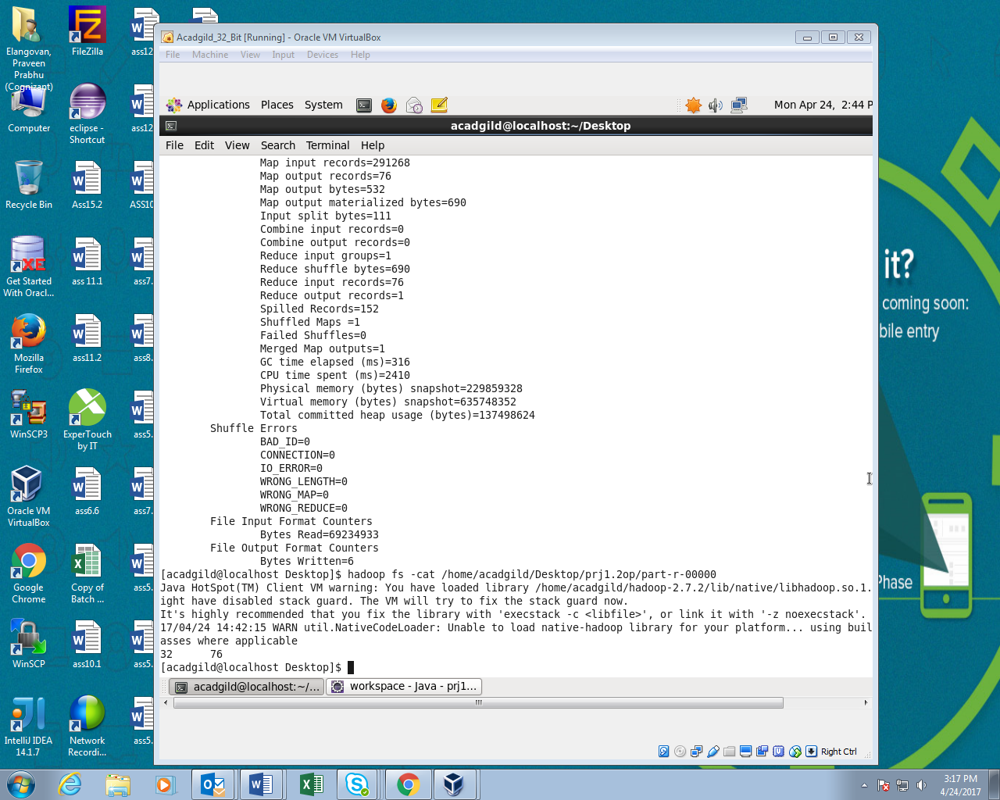 Acadgild_32_Bit [Running] - Oracle VM VirtualBox
File Machine View Input Devices Help
Applications Places System
Mon Apr 24, 2:44 P
acadgild@localhost:~/Desktop
File Edit View Search Terminal Help
Map input records=291268
Map output records=76
Map output bytes=532
Map output materialized bytes=690
Input split bytes=111
Combine input records=0
Combine output records=0
Reduce input groups=1
Reduce shuffle bytes=690
Reduce input records=76
Reduce output records=1
Spilled Records=152
Shuffled Maps =1
Failed Shuffles=0
Merged Map outputs=1
GC time elapsed (ms)=316
CPU time spent (ms)=2410
Physical memory (bytes) snapshot=229859328
Virtual memory (bytes) snapshot=635748352
Total committed heap usage (bytes)=137498624
Shuffle Errors
BAD_ID=0
CONNECTION=0
IO_ERROR=0
WRONG_LENGTH=0
WRONG_MAP=0
WRONG_REDUCE=0
File Input Format Counters
Bytes Read=69234933
File Output Format Counters
Bytes Written=6
[acadgild@localhost Desktop]$ hadoop fs -cat /home/acadgild/Desktop/prj1.2op/part-r-00000
Java HotSpot(TM) Client VM warning: You have loaded library /home/acadgild/hadoop-2.7.2/lib/native/libhadoop.so.1.
ight have disabled stack guard. The VM will try to fix the stack guard now.
It's highly recommended that you fix the library with 'execstack -c <libfile>', or link it with '-z noexecstack'.
17/04/24 14:42:15 WARN util.NativeCodeLoader: Unable to load native-hadoop library for your platform... using buil
asses where applicable
32 76
[acadgild@localhost Desktop]$
acadgild@localhost:~/...
workspace - Java - prj1...
Right Ctrl
Elangovan,
Praveen
Prabhu
(Cognizant)
FileZilla
ass12
Computer
eclipse -
Shortcut
ass12
Recycle Bin
Ass15.2
ASS10
Get Started
With Oracl...
ass 11.1
ass7.
Mozilla
Firefox
ass11.2
ass8.
WinSCP3
ExperTouch
by IT
ass5.
Oracle VM
VirtualBox
ass6.6
ass7.
Google
Chrome
Copy of
Batch ...
ass5.
WinSCP
ass10.1
ass5.
IntelliJ IDEA
14.1.7
Network
Recordi...
ass5.
it?
coming soon:
bile entry
Phase
3:17 PM
4/24/2017